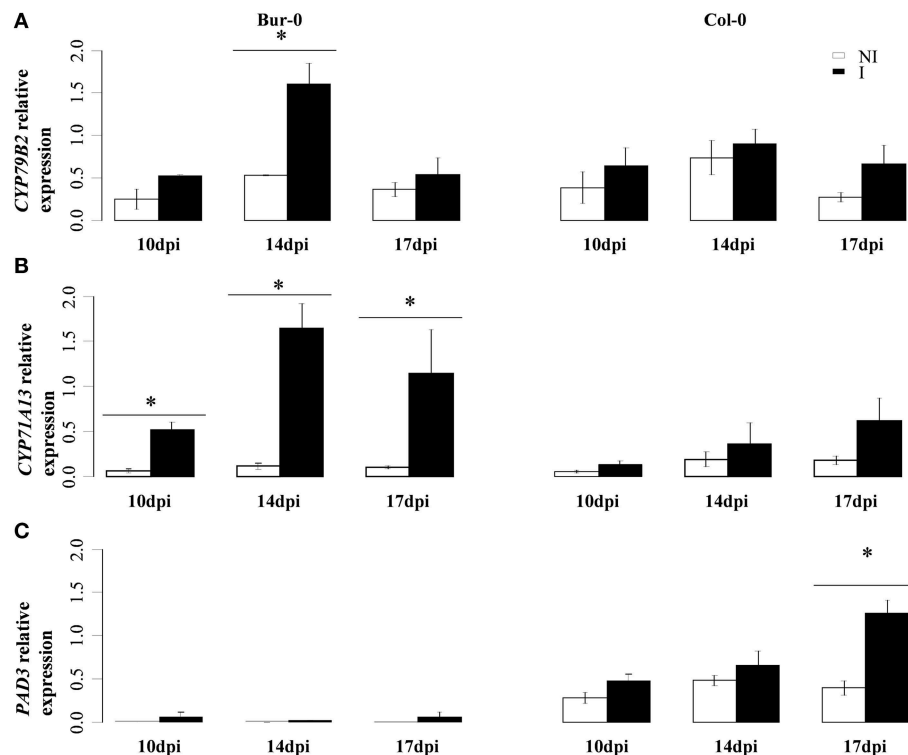 A
Bur-0
Col-0
*
NI
I
CYP79B2 relative
expression
2.0
1.5
1.0
0.5
0.0
10dpi
14dpi
17dpi
10dpi
14dpi
17dpi
B
*
*
*
CYP71A13 relative
expression
2.0
1.5
1.0
0.5
0.0
10dpi
14dpi
17dpi
10dpi
14dpi
17dpi
C
*
PAD3 relative
expression
2.0
1.5
1.0
0.5
0.0
10dpi
14dpi
17dpi
10dpi
14dpi
17dpi